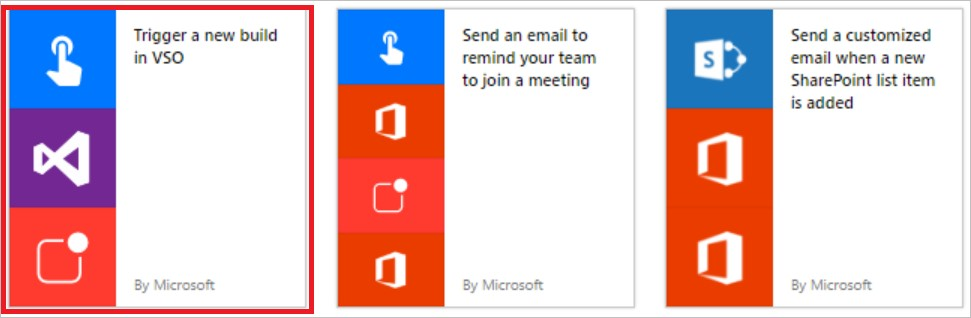 Trigger a new build
in VSO
By Microsoft
Send an email to
remind your team
to join a meeting
By Microsoft
S
Send a customized
email when a new
SharePoint list item
is added
By Microsoft